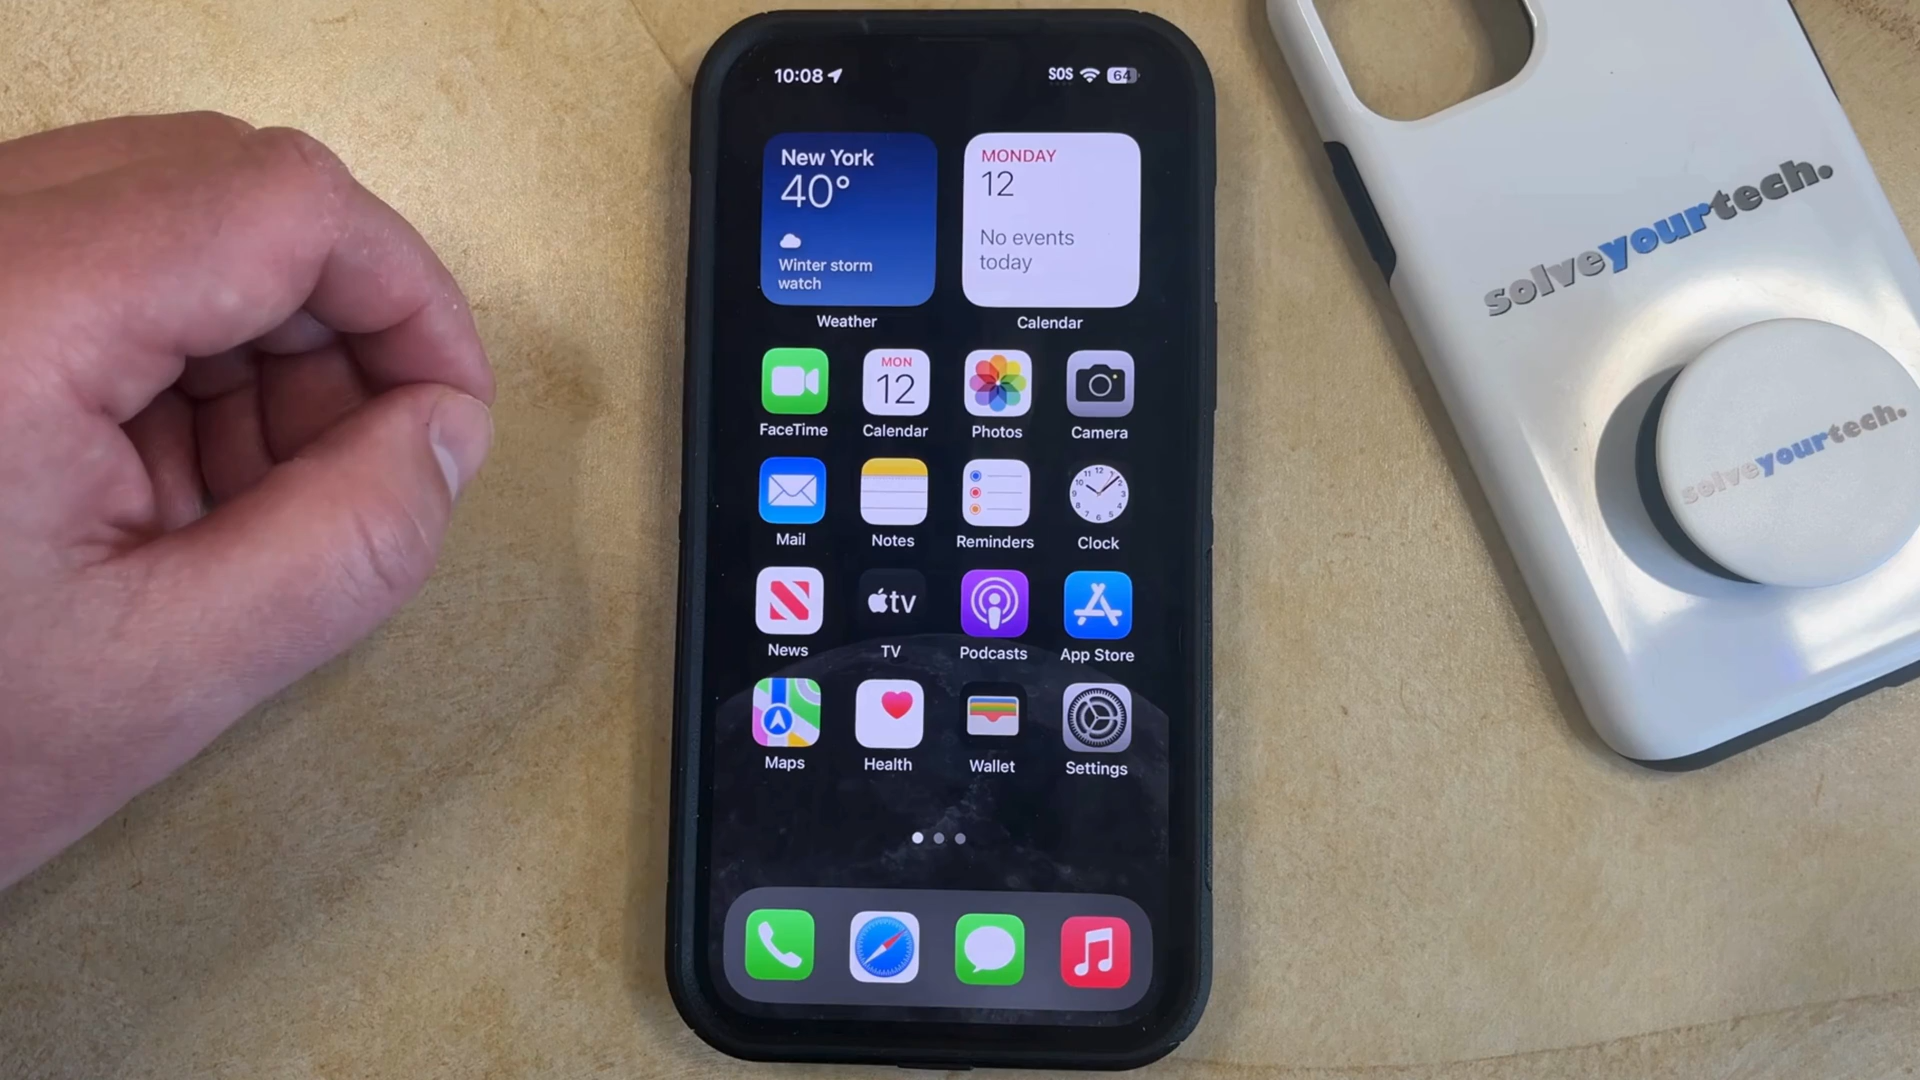 10:08
SOS
64
New York
40°
Winter storm
watch
Weather
MONDAY
12
No events
today
Calendar
FaceTime
MON
12
Calendar
Photos
Camera
Mail
Notes
Reminders
Clock
News
tv
TV
Podcasts
App Store
Maps
Health
Wallet
Settings
solveyourtech.
solveyourtech.